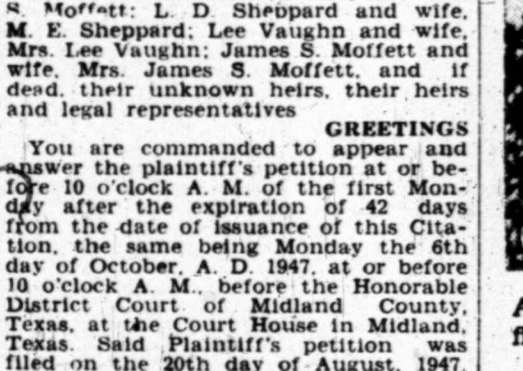 S. Moffett; L. D. Sheppard and wife,
M. E. Sheppard; Lee Vaughn and wife,
Mrs. Lee Vaughn; James S. Moffett and
wife, Mrs. James S. Moffett, and if
dead, their unknown heirs, their heirs
and legal representatives
GREETINGS
You are commanded to appear and
answer the plaintiff's petition at or be-
fore 10 o'clock A. M. of the first Mon-
day after the expiration of 42 days
from the date of issuance of this Cita-
tion, the same being Monday the 6th
day of October, A. D. 1947, at or before
10 o'clock A. M., before the Honorable
District Court of Midland County,
Texas, at the Court House in Midland,
Texas. Said Plaintiff's petition was
filed on the 20th day of August, 1947.